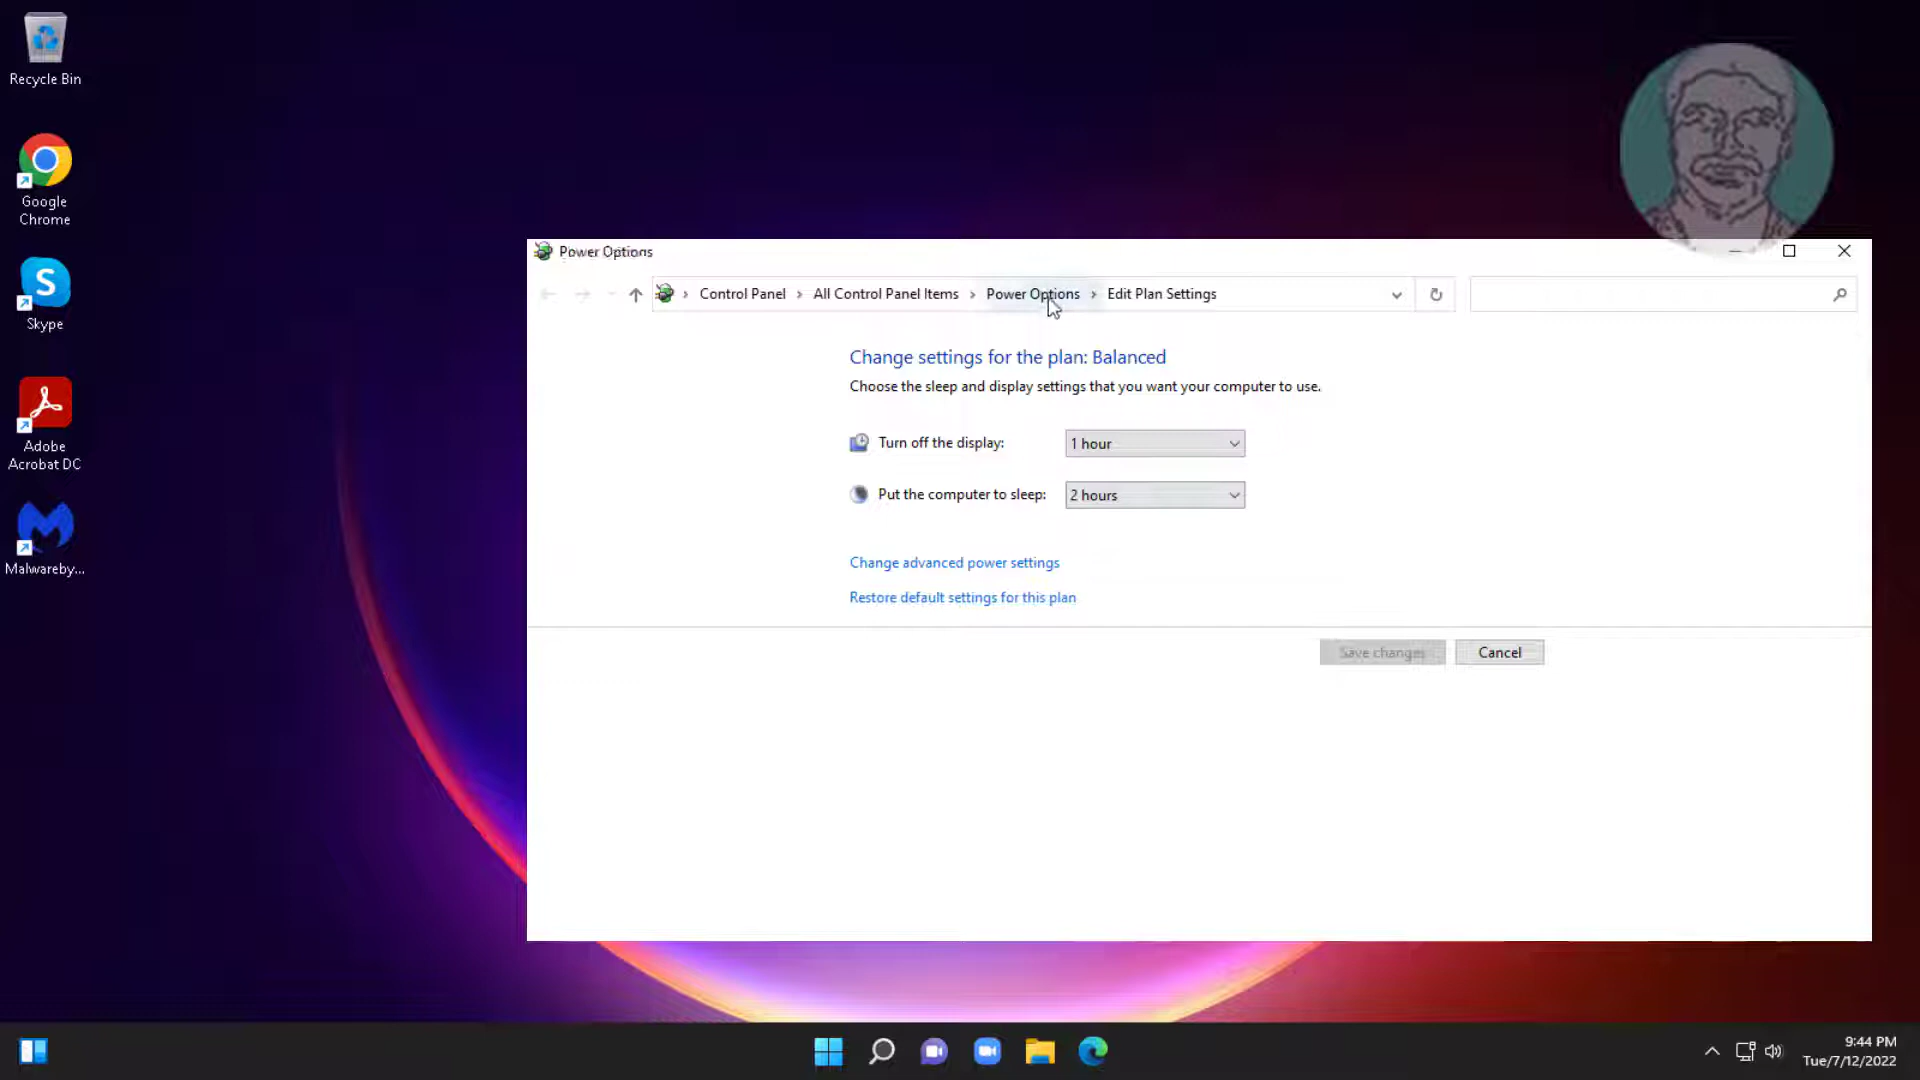 Recycle Bin
Google
Chrome
Skype
Adobe
Acrobat DC
Malwareby...
Power Options
Control Panel
All Control Panel Items
Power Options
Edit Plan Settings
Change settings for the plan: Balanced
Choose the sleep and display settings that you want your computer to use.
Turn off the display:
1 hour
Put the computer to sleep:
2 hours
Change advanced power settings
Restore default settings for this plan
Save changes
Cancel
9:44 PM
Tue/7/12/2022